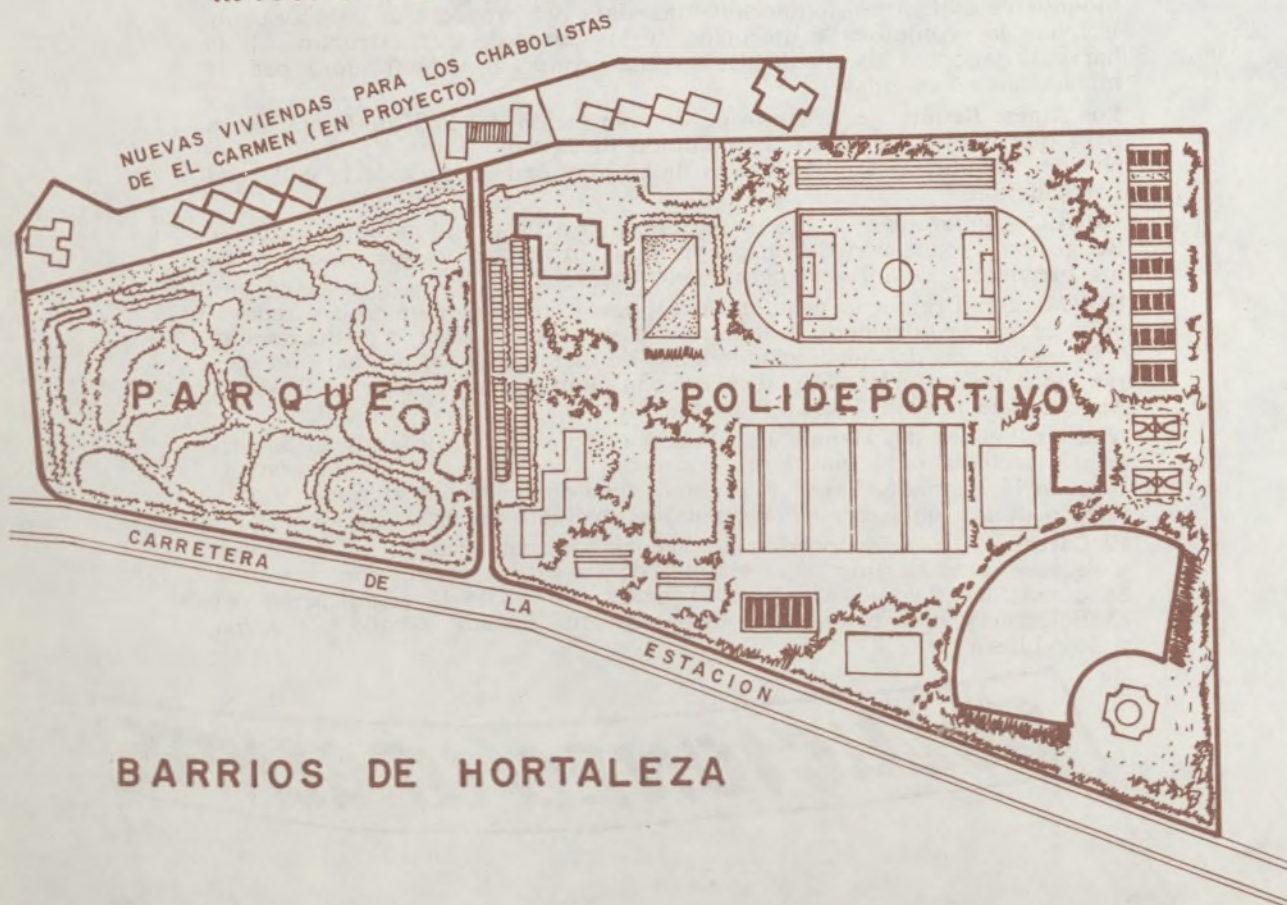 NUEVAS VIVIENDAS PARA LOS CHABOLISTAS
DE EL CARMEN (EN PROYECTO)
PARQUE
POLIDEPORTIVO
CARRETERA DE LA ESTACION
BARRIOS DE HORTALEZA